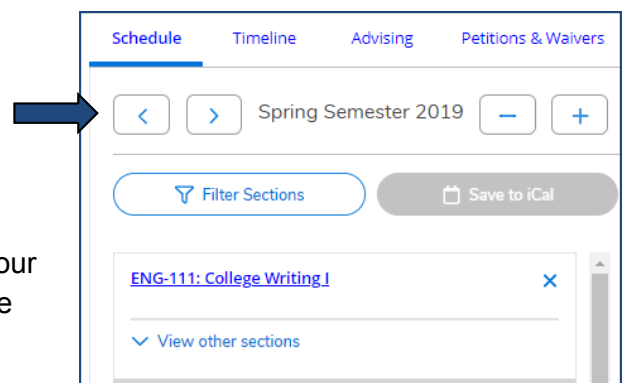 Schedule Timeline Advising Petitions & Waivers
< > Spring Semester 2019 − +
Filter Sections Save to iCal
our
ENG-111: College Writing I ×
e
View other sections